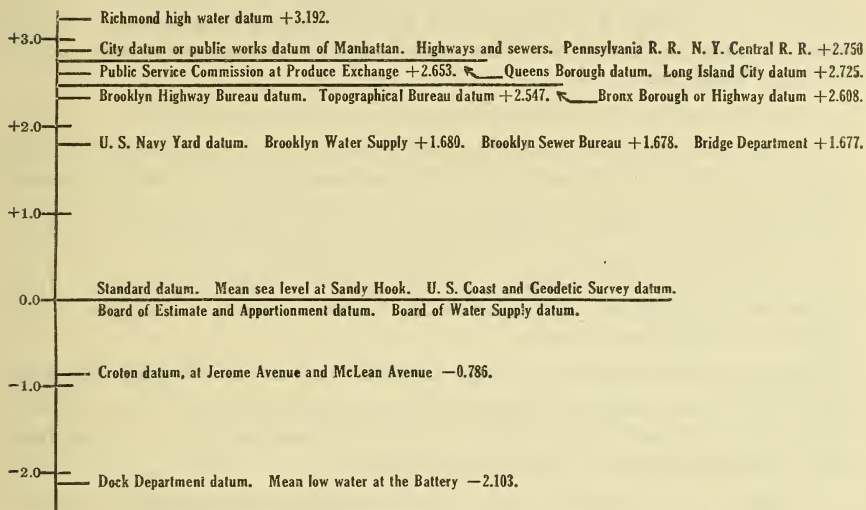 Richmond high water datum +3.192.
+3.0
City datum or public works datum of Manhattan. Highways and sewers. Pennsylvania R. R. N. Y. Central R. R. +2.750
Public Service Commission at Produce Exchange +2.653. Queens Borough datum. Long Island City datum +2.725.
Brooklyn Highway Bureau datum. Topographical Bureau datum +2.547. Bronx Borough or Highway datum +2.608.
+2.0
U. S. Navy Yard datum. Brooklyn Water Supply +1.680. Brooklyn Sewer Bureau +1.678. Bridge Department +1.677.
+1.0
Standard datum. Mean sea level at Sandy Hook. U. S. Coast and Geodetic Survey datum.
0.0
Board of Estimate and Apportionment datum. Board of Water Supply datum.
Croton datum, at Jerome Avenue and McLean Avenue —0.786.
—1.0
—2.0
Dock Department datum. Mean low water at the Battery —2.103.